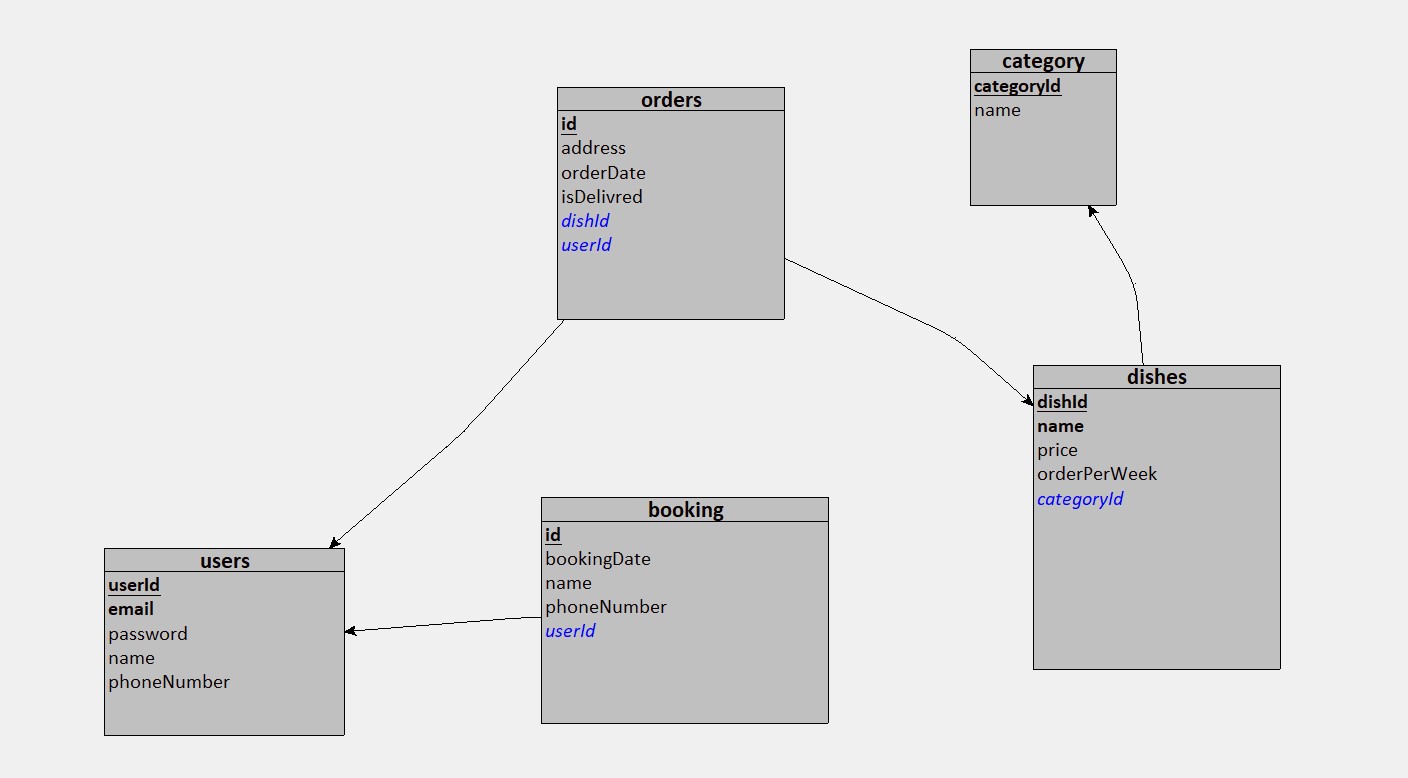 category
categoryId
name
orders
id
address
orderDate
isDelivred
dishId
userId
dishes
dishId
name
price
orderPerWeek
categoryId
booking
id
bookingDate
name
phoneNumber
userId
users
userId
email
password
name
phoneNumber